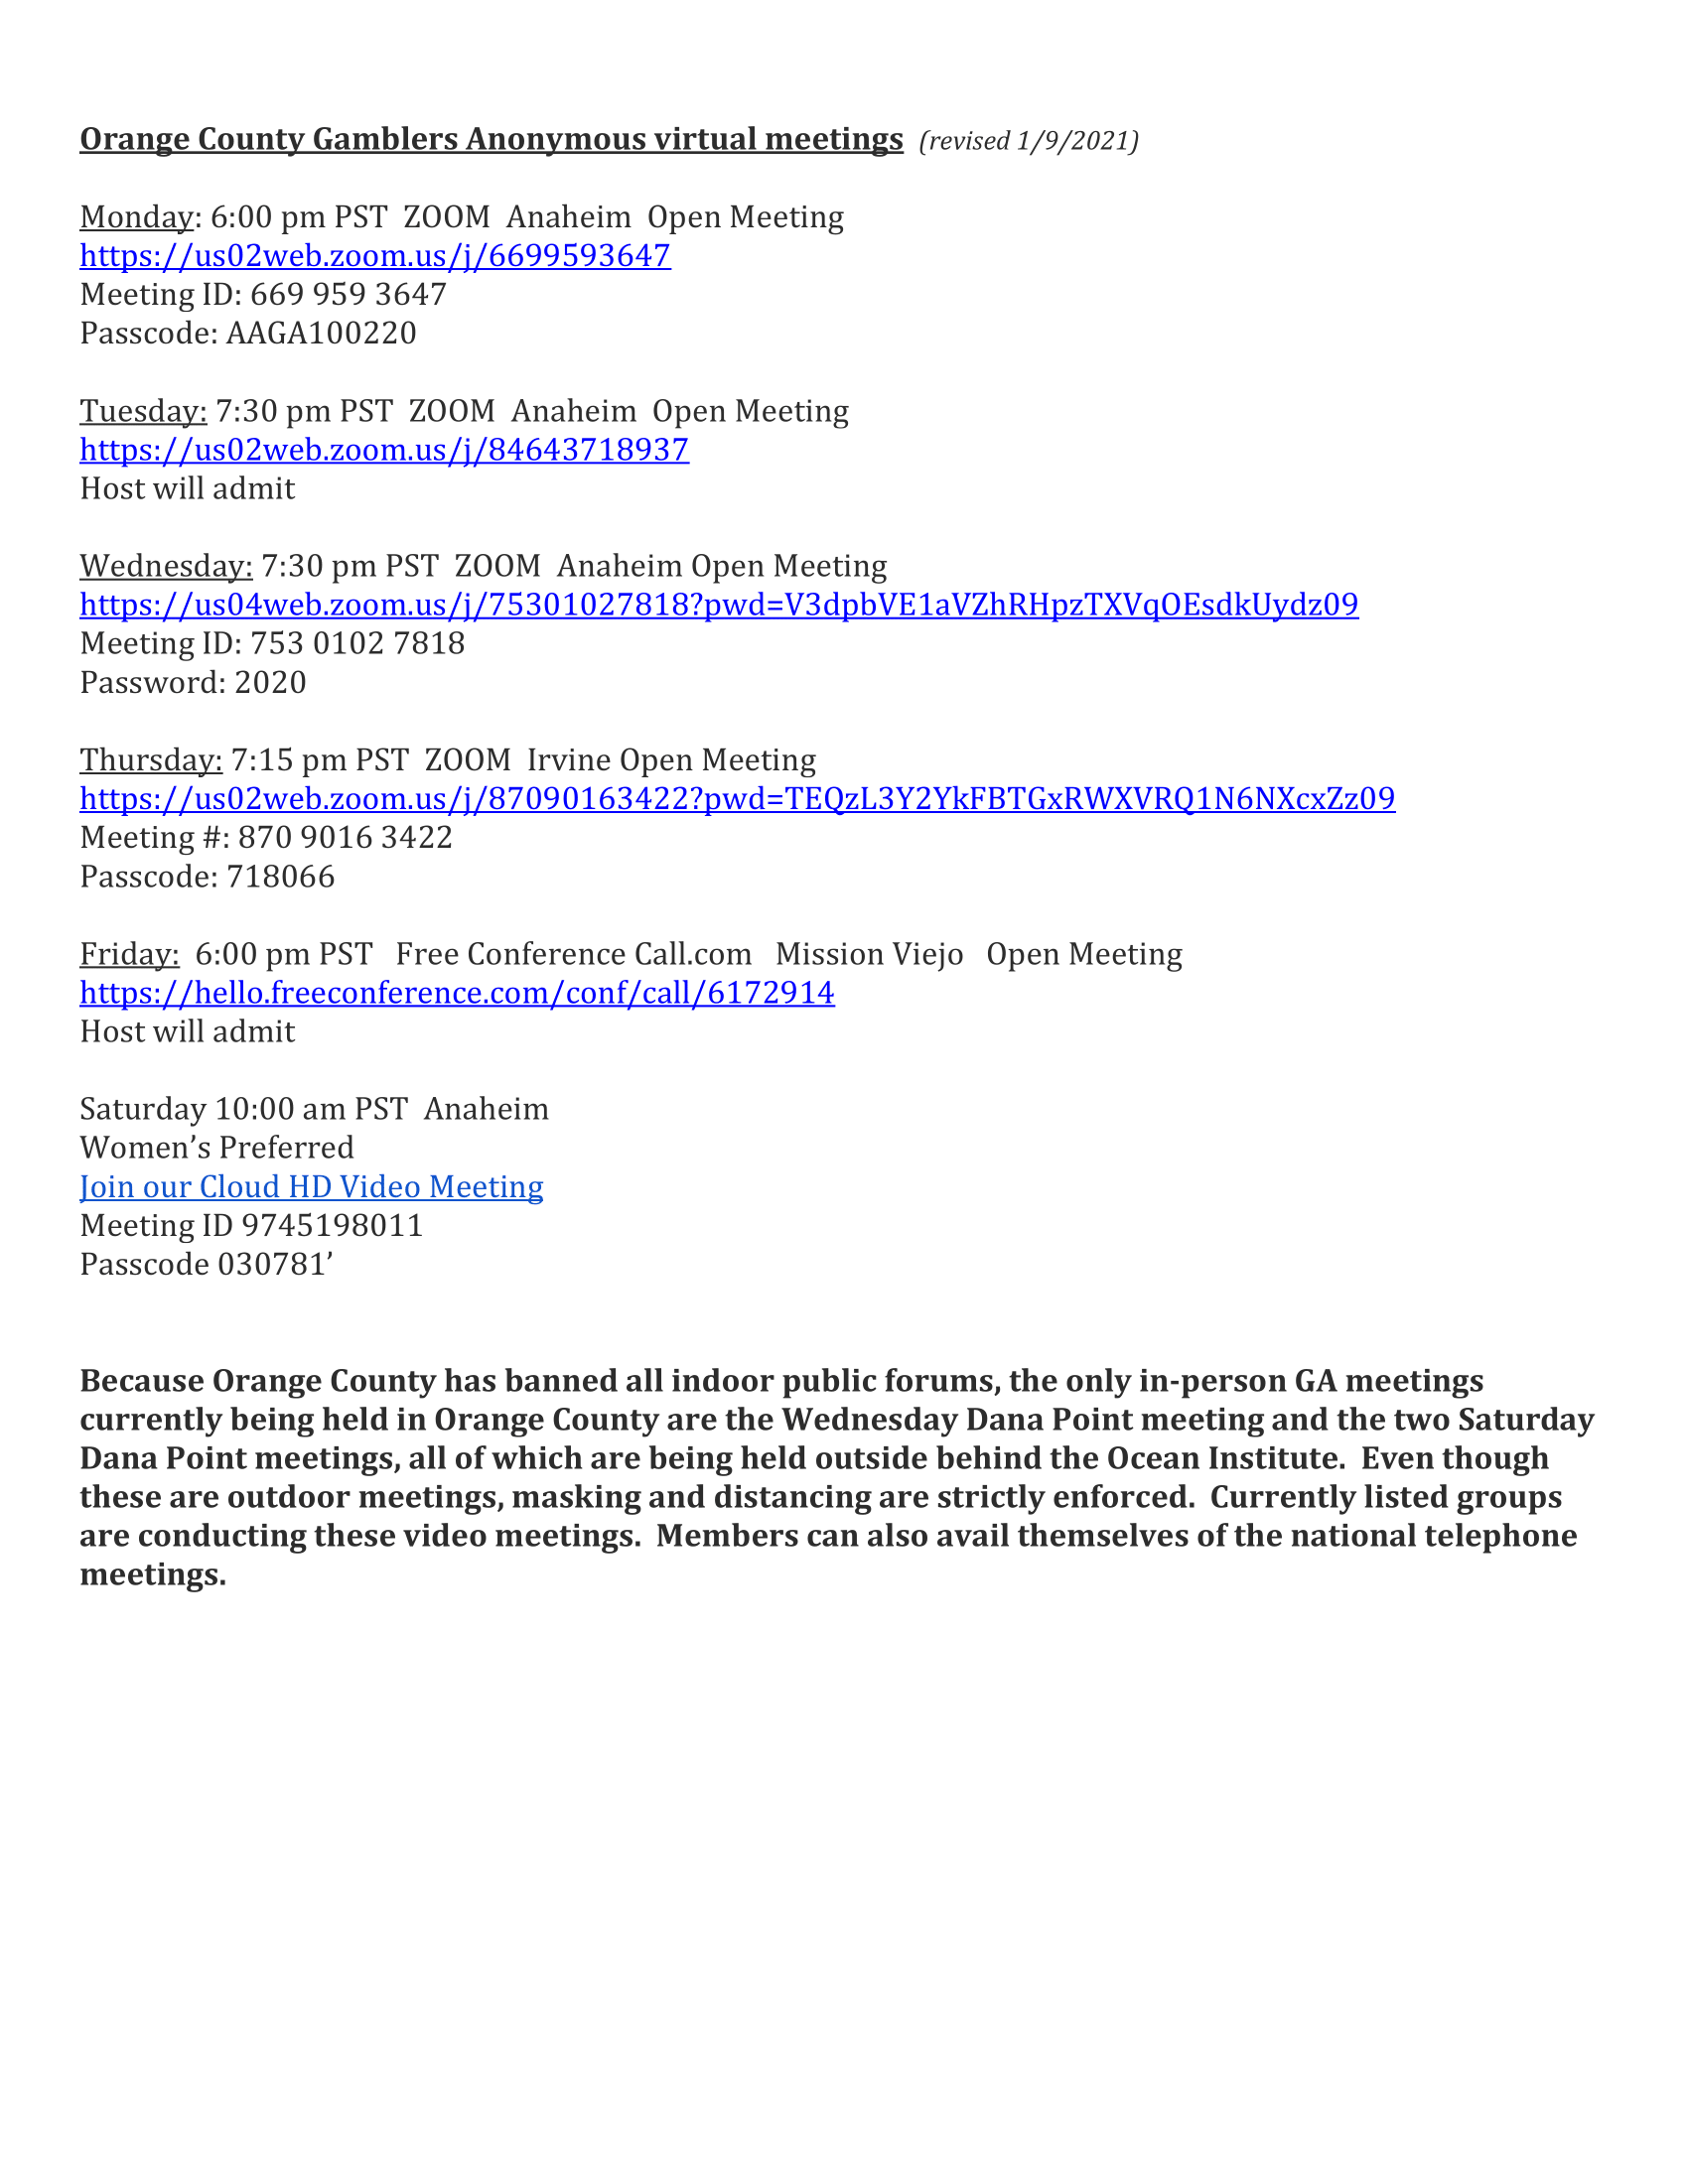 Orange County Gamblers Anonymous virtual meetings (revised 1/9/2021)
Monday: 6:00 pm PST ZOOM Anaheim Open Meeting
https://us02web.zoom.us/j/6699593647
Meeting ID: 669 959 3647
Passcode: AAGA100220
Tuesday: 7:30 pm PST ZOOM Anaheim Open Meeting
https://us02web.zoom.us/j/84643718937
Host will admit
Wednesday: 7:30 pm PST ZOOM Anaheim Open Meeting
https://us04web.zoom.us/j/75301027818?pwd=V3dpbVE1aVZhRHpzTXVqOEsdkUydz09
Meeting ID: 753 0102 7818
Password: 2020
Thursday: 7:15 pm PST ZOOM Irvine Open Meeting
https://us02web.zoom.us/j/87090163422?pwd=TEQzL3Y2YkFBTGxRWXVRQ1N6NXcxZz09
Meeting #: 870 9016 3422
Passcode: 718066
Friday: 6:00 pm PST Free Conference Call.com Mission Viejo Open Meeting
https://hello.freeconference.com/conf/call/6172914
Host will admit
Saturday 10:00 am PST Anaheim
Women’s Preferred
Join our Cloud HD Video Meeting
Meeting ID 9745198011
Passcode 030781’
Because Orange County has banned all indoor public forums, the only in-person GA meetings
currently being held in Orange County are the Wednesday Dana Point meeting and the two Saturday
Dana Point meetings, all of which are being held outside behind the Ocean Institute. Even though
these are outdoor meetings, masking and distancing are strictly enforced. Currently listed groups
are conducting these video meetings. Members can also avail themselves of the national telephone
meetings.